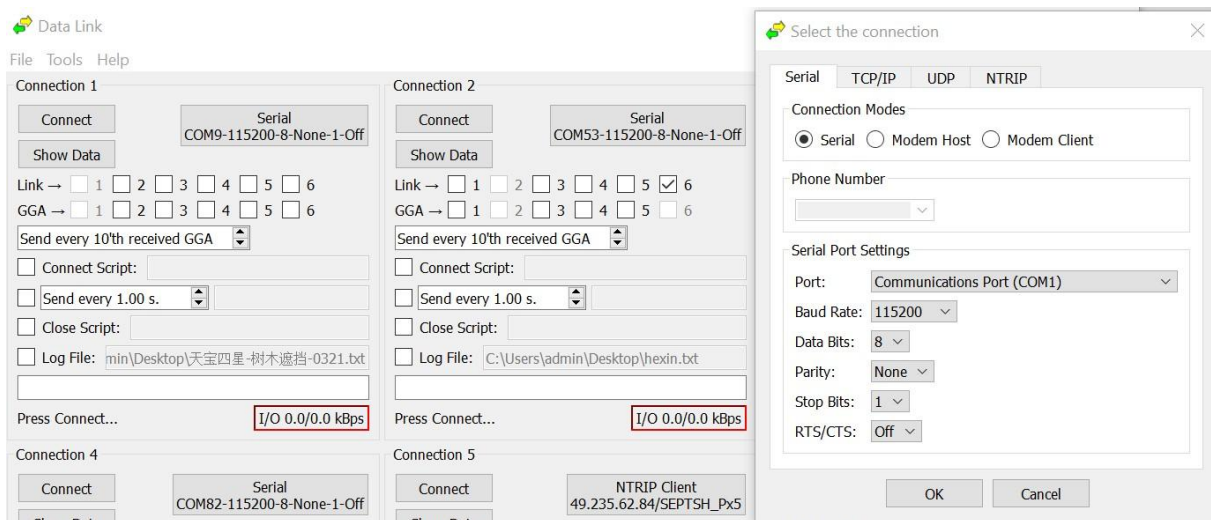 Data Link
File Tools Help
Connection 1
Connect
Serial
COM9-115200-8-None-1-Off
Show Data
Link → 1 2 3 4 5 6
GGA → 1 2 3 4 5 6
Send every 10'th received GGA
Connect Script:
Send every 1.00 s.
Close Script:
Log File: min\Desktop\天宝四星-树木遮挡-0321.txt
Press Connect...
I/O 0.0/0.0 kBps
Connection 2
Connect
Serial
COM53-115200-8-None-1-Off
Show Data
Link → 1 2 3 4 5 6
GGA → 1 2 3 4 5 6
Send every 10'th received GGA
Connect Script:
Send every 1.00 s.
Close Script:
Log File: C:\Users\admin\Desktop\hexin.txt
Press Connect...
I/O 0.0/0.0 kBps
Connection 4
Connect
Serial
COM82-115200-8-None-1-Off
Connection 5
Connect
NTRIP Client
49.235.62.84/SEPTSH_Px5
Select the connection
Serial TCP/IP UDP NTRIP
Connection Modes
Serial Modem Host Modem Client
Phone Number
Serial Port Settings
Port: Communications Port (COM1)
Baud Rate: 115200
Data Bits: 8
Parity: None
Stop Bits: 1
RTS/CTS: Off
OK Cancel